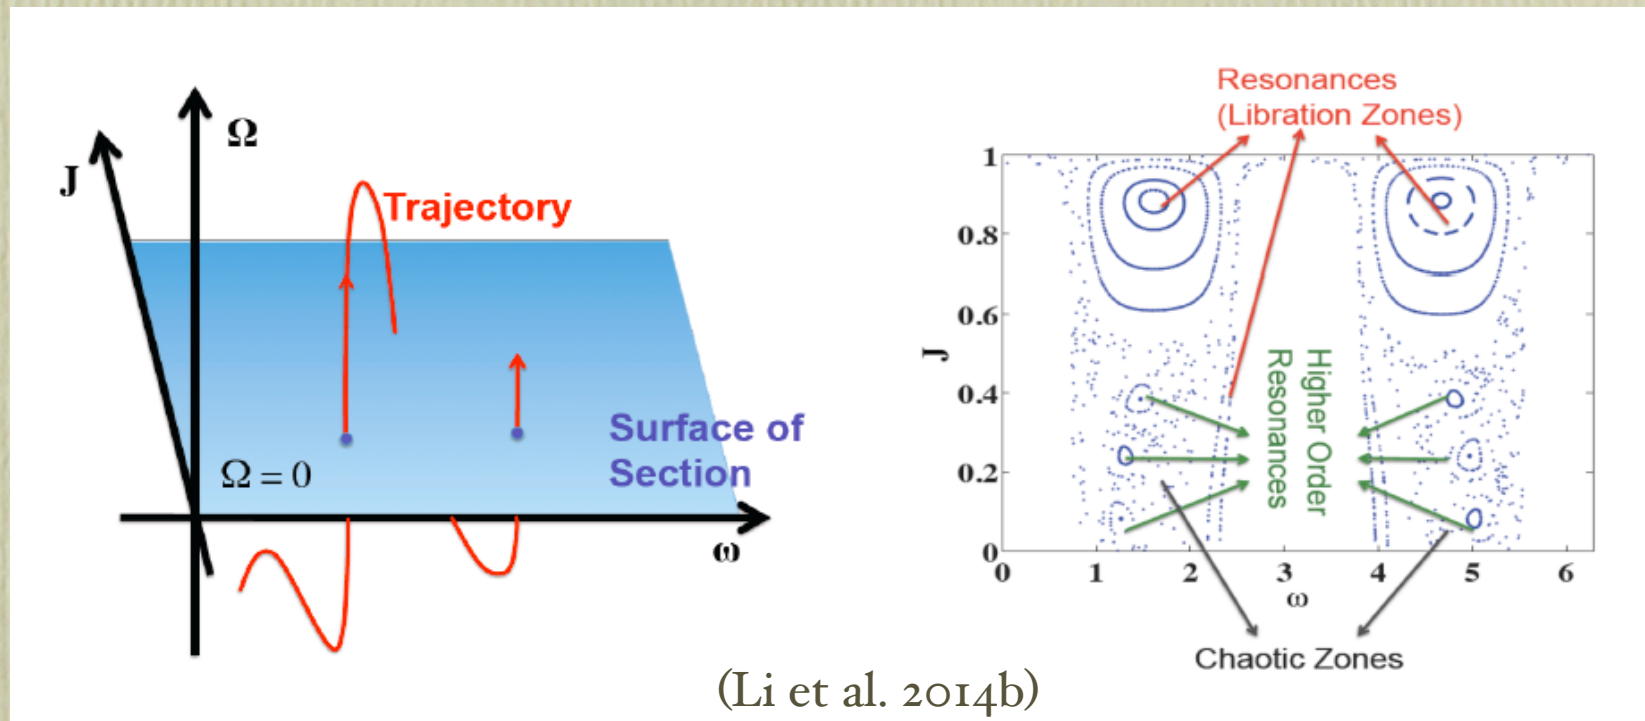 Ω
J
Trajectory
Surface of
Section
Ω = 0
ω
Resonances
(Libration Zones)
1
0.8
0.6
0.4
0.2
0
J
0
1
2
3
4
5
6
ω
Higher Order
Resonances
Chaotic Zones
(Li et al. 2014b)